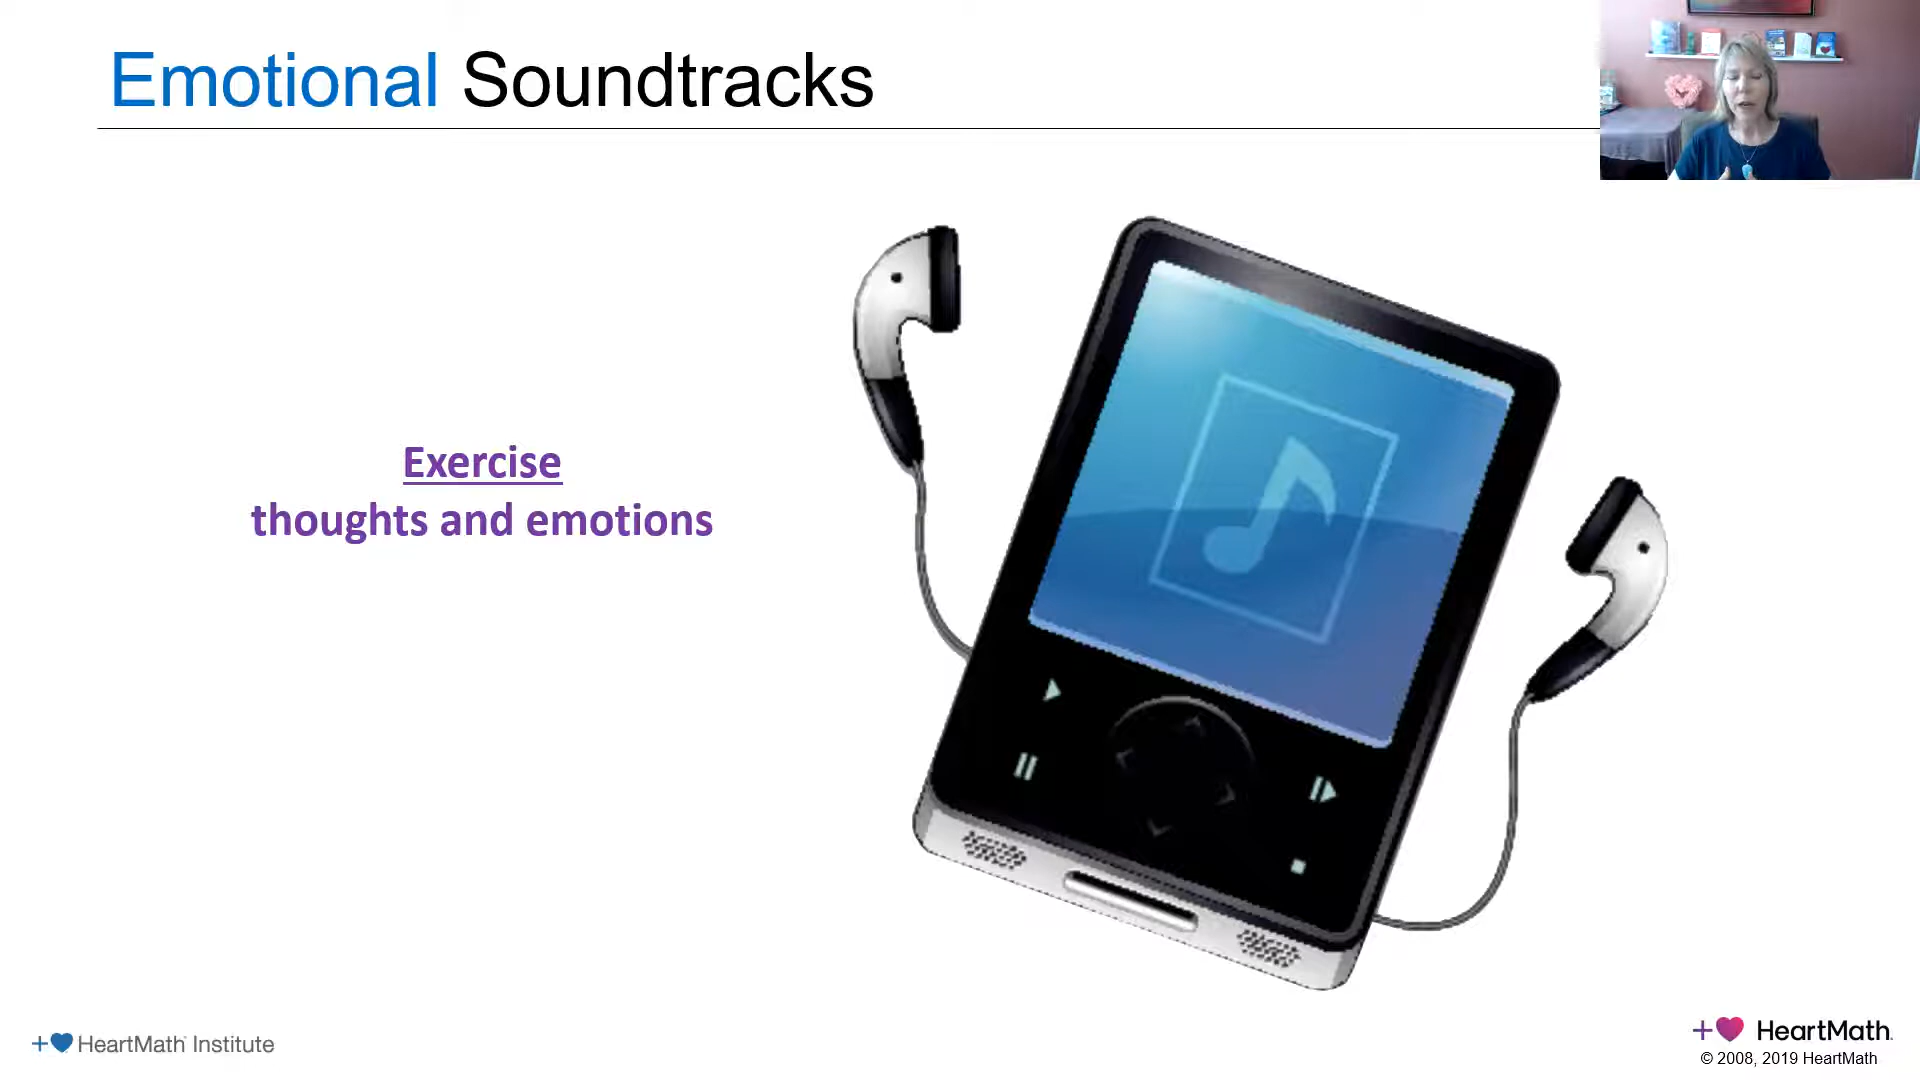 Emotional Soundtracks
Exercise
thoughts and emotions
HeartMath Institute
HeartMath
© 2008, 2019 HeartMath